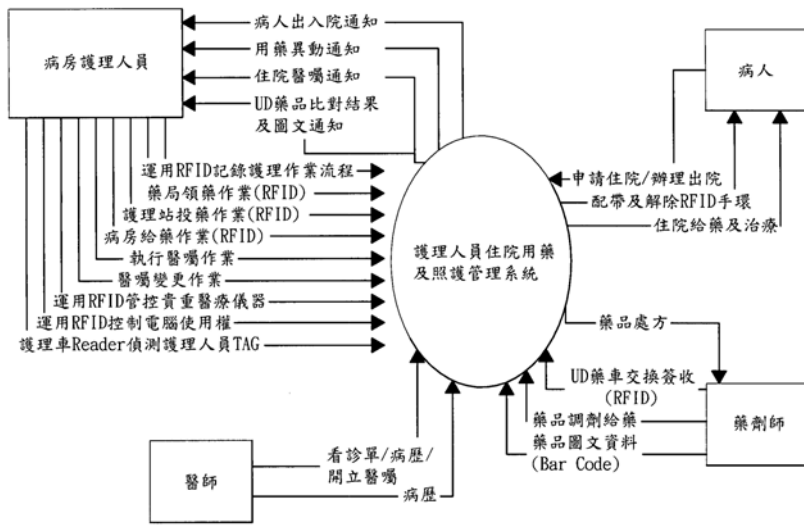 病人出入院通知
用藥異動通知
住院醫囑通知
UD藥品比對結果
及圖文通知
病房護理人員
病人
運用RFID記錄護理作業流程
藥局領藥作業(RFID)
護理站投藥作業(RFID)
病房給藥作業(RFID)
執行醫囑作業
醫囑變更作業
運用RFID管控貴重醫療儀器
運用RFID控制電腦使用權
護理車Reader偵測護理人員TAG
護理人員住院用藥
及照護管理系統
申請住院/辦理出院
配帶及解除RFID手環
住院給藥及治療
藥品處方
UD藥車交換簽收
(RFID)
藥品調劑給藥
藥品圖文資料
(Bar Code)
藥劑師
醫師
看診單/病歷/
開立醫囑
病歷